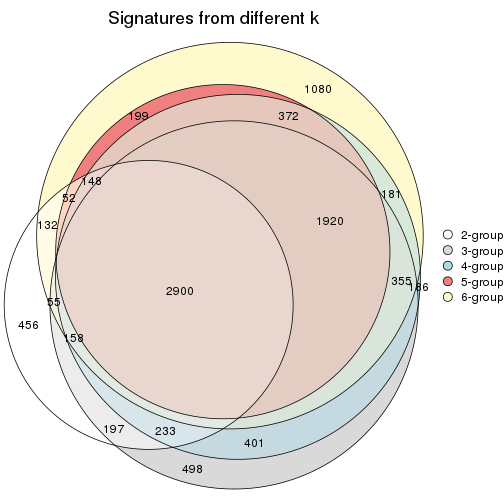 Signatures from different k
1080
199
372
148
52
181
132
1920
2-group
3-group
4-group
5-group
6-group
355
2900
55
456
158
197
233
401
498